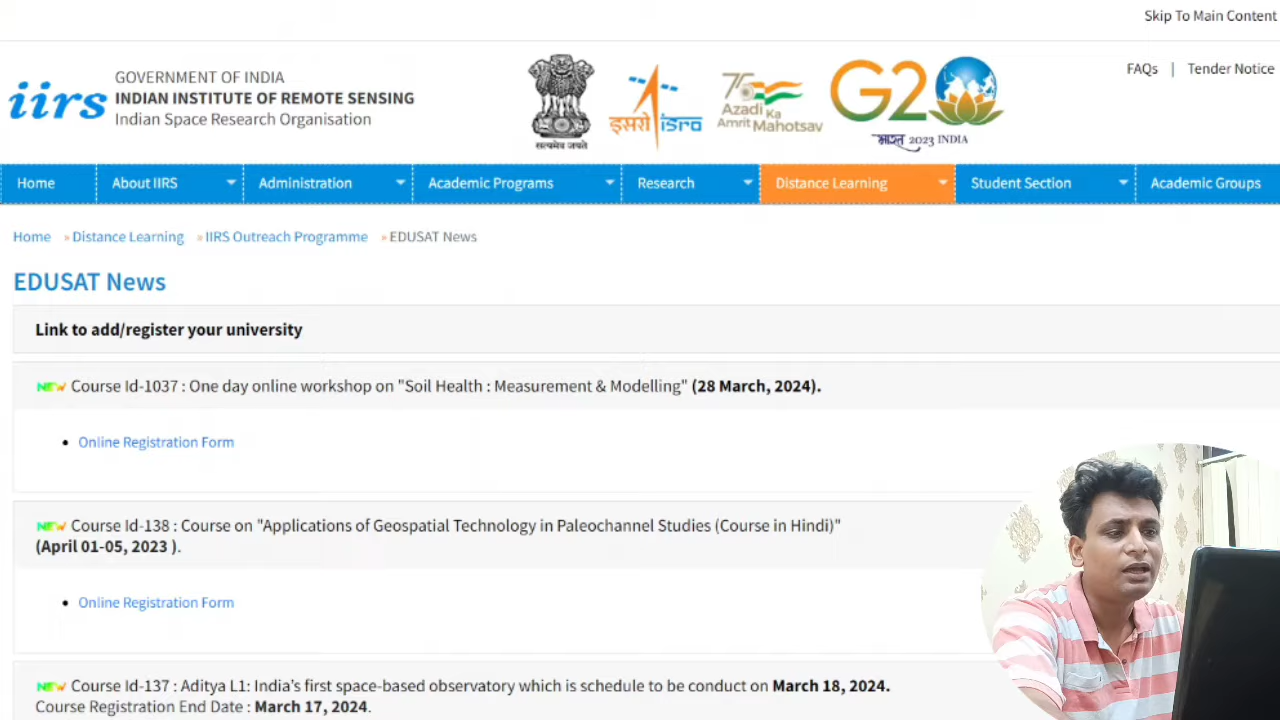 Skip To Main Content
iirs
GOVERNMENT OF INDIA
INDIAN INSTITUTE OF REMOTE SENSING
Indian Space Research Organisation
सत्यमेव जयते
इसरो isro
75
Azadi Ka
Amrit Mahotsav
G20
भारत 2023 INDIA
FAQs | Tender Notice
Home About IIRS Administration Academic Programs Research Distance Learning Student Section Academic Groups
Home » Distance Learning » IIRS Outreach Programme » EDUSAT News
EDUSAT News
Link to add/register your university
NEW Course Id-1037 : One day online workshop on "Soil Health : Measurement & Modelling" (28 March, 2024).
• Online Registration Form
NEW Course Id-138 : Course on "Applications of Geospatial Technology in Paleochannel Studies (Course in Hindi)"
(April 01-05, 2023 ).
• Online Registration Form
NEW Course Id-137 : Aditya L1: India's first space-based observatory which is schedule to be conduct on March 18, 2024.
Course Registration End Date : March 17, 2024.